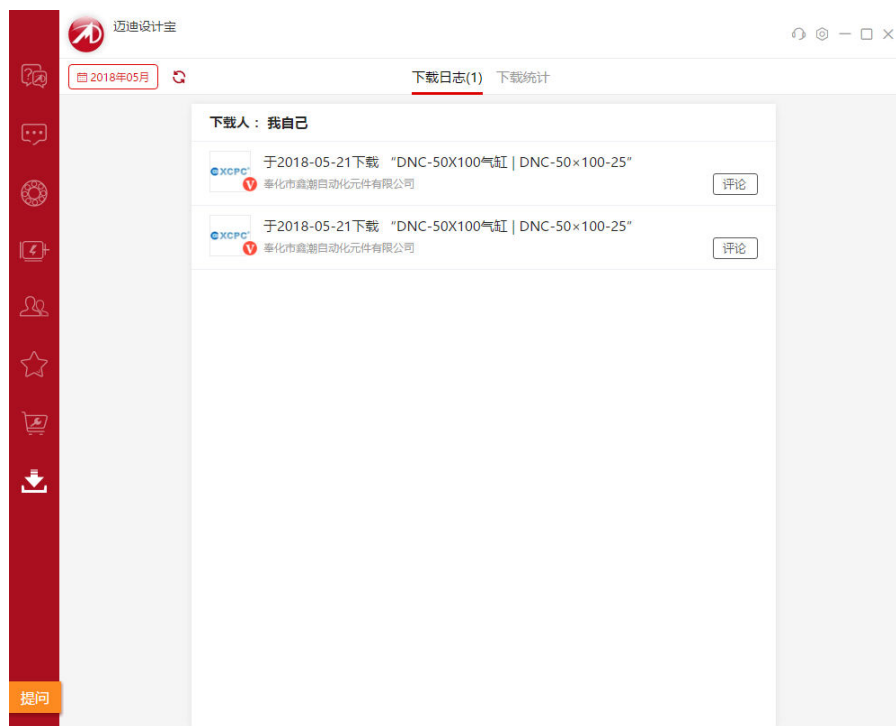 迈迪设计宝
2018年05月
下载日志(1) 下载统计
下载人： 我自己
于2018-05-21下载 “DNC-50X100气缸 | DNC-50×100-25”
XCPC
V
奉化市鑫潮自动化元件有限公司
评论
于2018-05-21下载 “DNC-50X100气缸 | DNC-50×100-25”
XCPC
V
奉化市鑫潮自动化元件有限公司
评论
提问